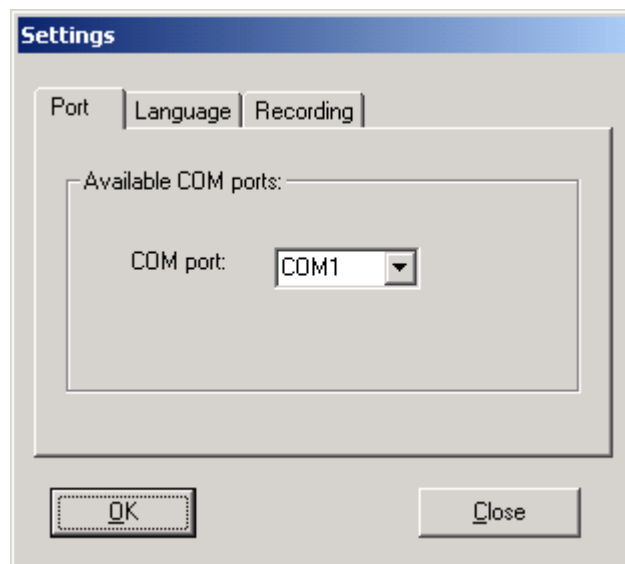 Settings
Port Language Recording
Available COM ports:
COM port: COM1
OK Close